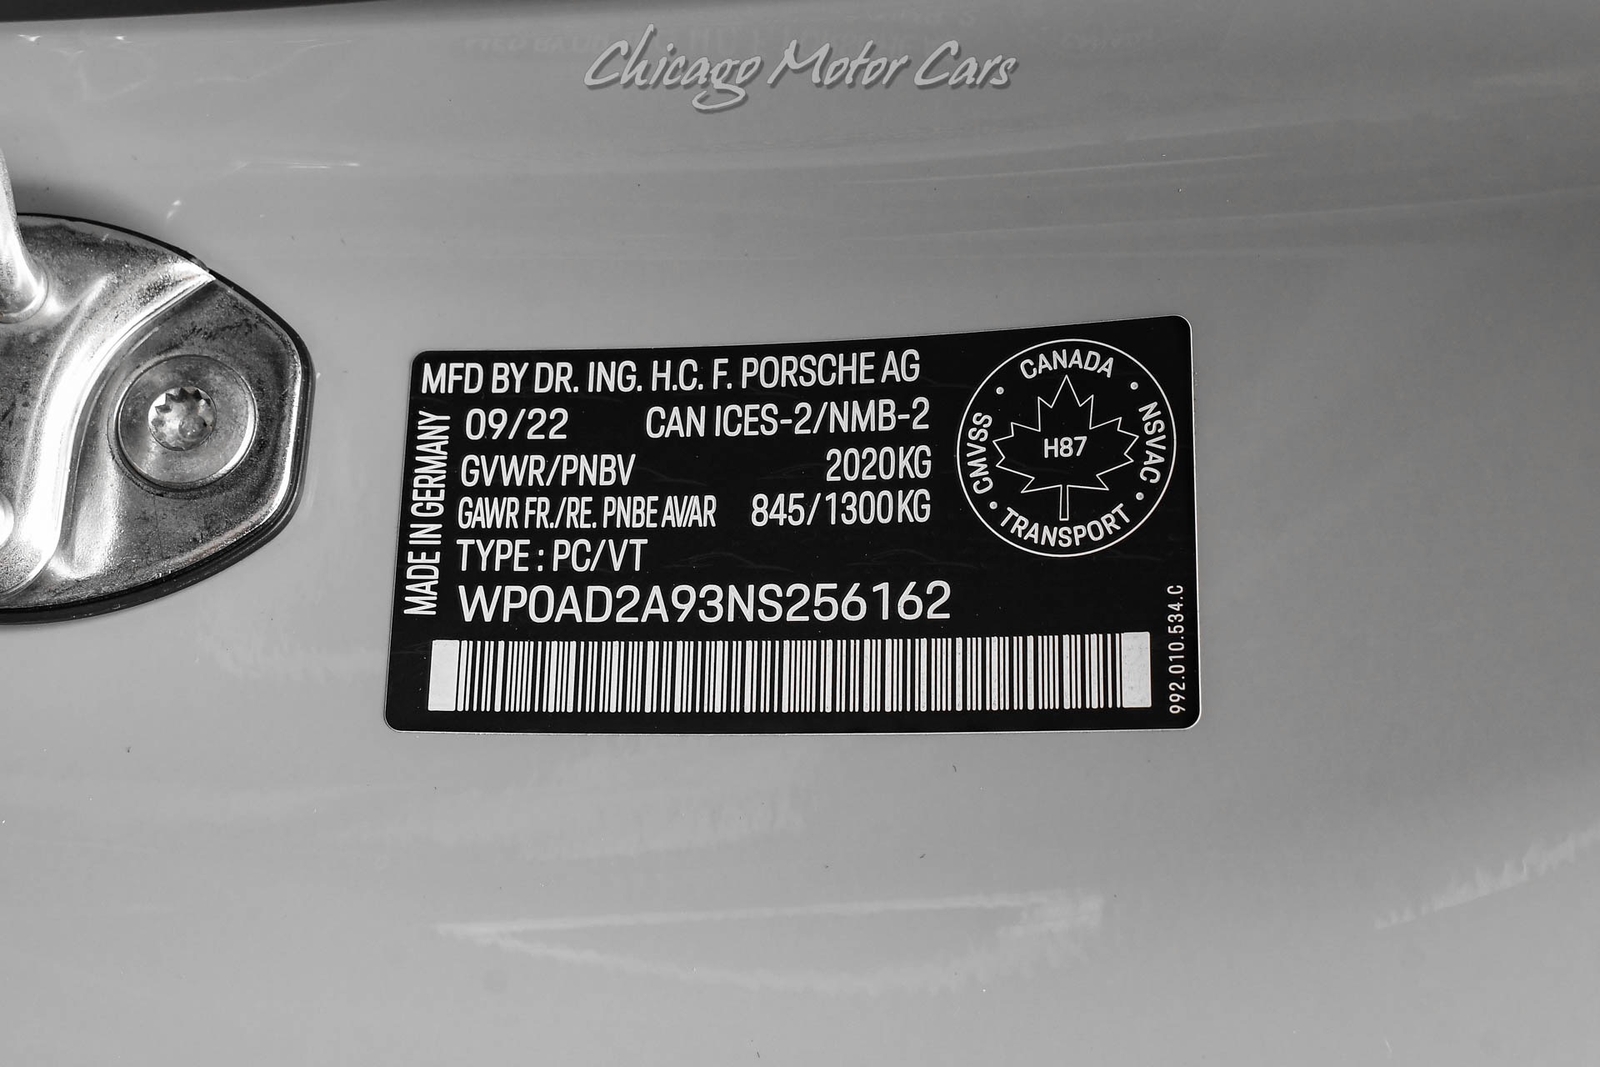 Chicago Motor Cars
MFD BY DR. ING. H.C. F. PORSCHE AG
09/22 CAN ICES-2/NMB-2
GVWR/PNBV 2020KG
GAWR FR./RE. PNBE AV/AR 845/1300KG
TYPE : PC/VT
WP0AD2A93NS256162
MADE IN GERMANY
CANADA
CMVSS
NSVAC
H87
TRANSPORT
992.010.534.C